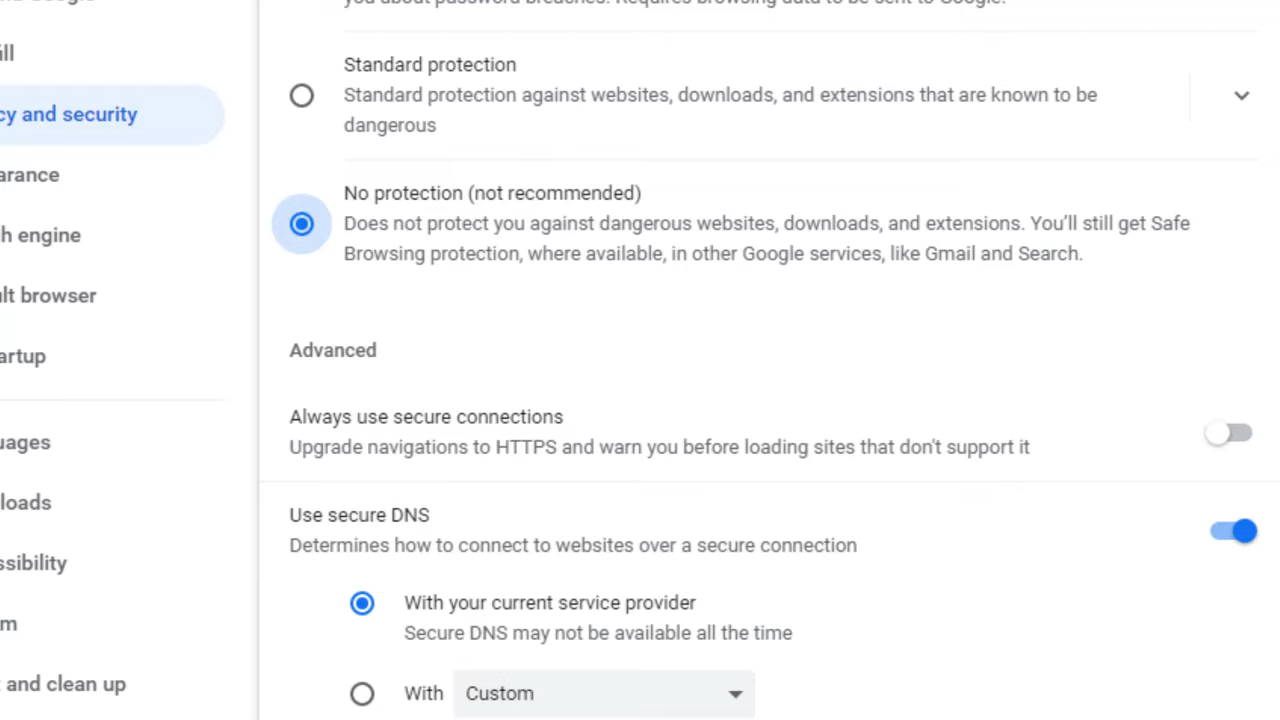 you about password breaches. Requires browsing data to be sent to Google.
ill
Standard protection
Standard protection against websites, downloads, and extensions that are known to be
dangerous
cy and security
arance
No protection (not recommended)
Does not protect you against dangerous websites, downloads, and extensions. You'll still get Safe
Browsing protection, where available, in other Google services, like Gmail and Search.
h engine
ult browser
artup
Advanced
Always use secure connections
Upgrade navigations to HTTPS and warn you before loading sites that don't support it
uages
loads
ssibility
m
t and clean up
Use secure DNS
Determines how to connect to websites over a secure connection
With your current service provider
Secure DNS may not be available all the time
With Custom